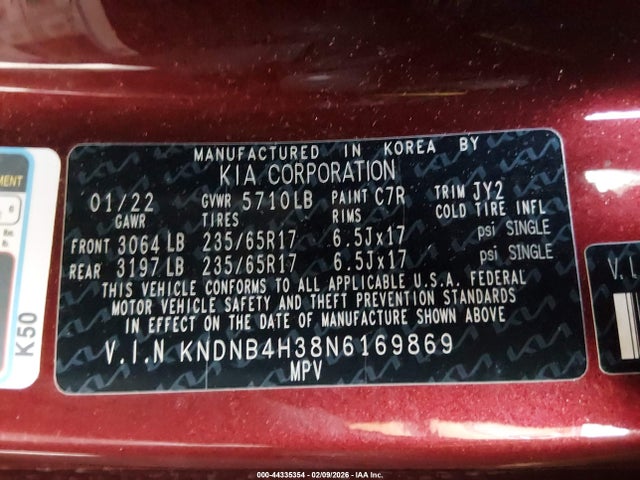 MANUFACTURED IN KOREA BY
KIA CORPORATION
01/22 GVWR 5710LB PAINT C7R TRIM JY2
GAWR TIRES RIMS COLD TIRE INFL
FRONT 3064 LB 235/65R17 6.5Jx17 psi SINGLE
REAR 3197 LB 235/65R17 6.5Jx17 psi SINGLE
THIS VEHICLE CONFORMS TO ALL APPLICABLE U.S.A. FEDERAL
MOTOR VEHICLE SAFETY AND THEFT PREVENTION STANDARDS
IN EFFECT ON THE DATE OF MANUFACTURE SHOWN ABOVE
V.I.N KNDNB4H38N6169869
MPV
K50
000-44335354 | 02/09/2026 | IAA Inc.